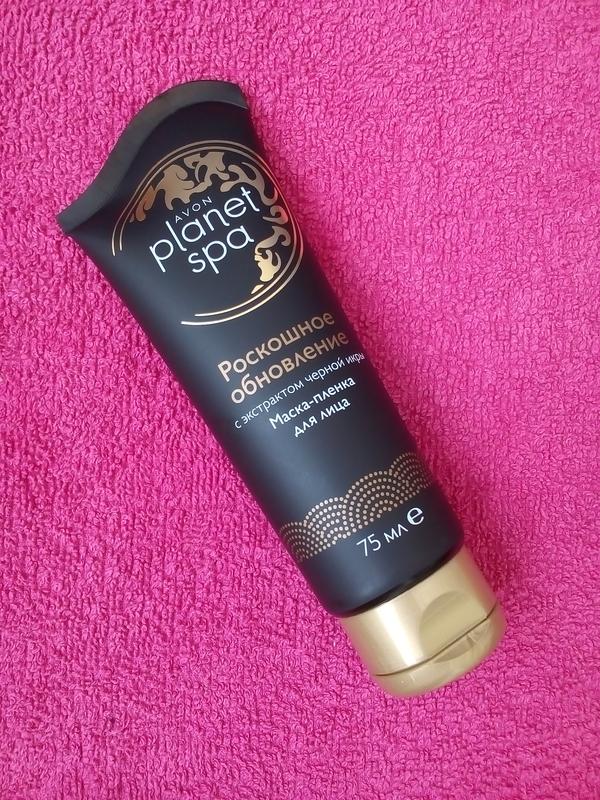 AVON
planet
spa
Роскошное
обновление
с экстрактом черной икры
Маска-пленка
для лица
75 мл e